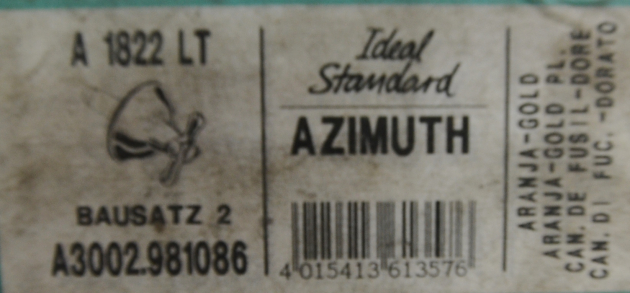 A 1822 LT
BAUSATZ 2
A3002.981086
Ideal
Standard
AZIMUTH
4 015413 613576
ARANJA-GOLD
ARANJA-GOLD PL.
CAN.DE FUSIL-DORE
CAN.DI FUC.-DORATO